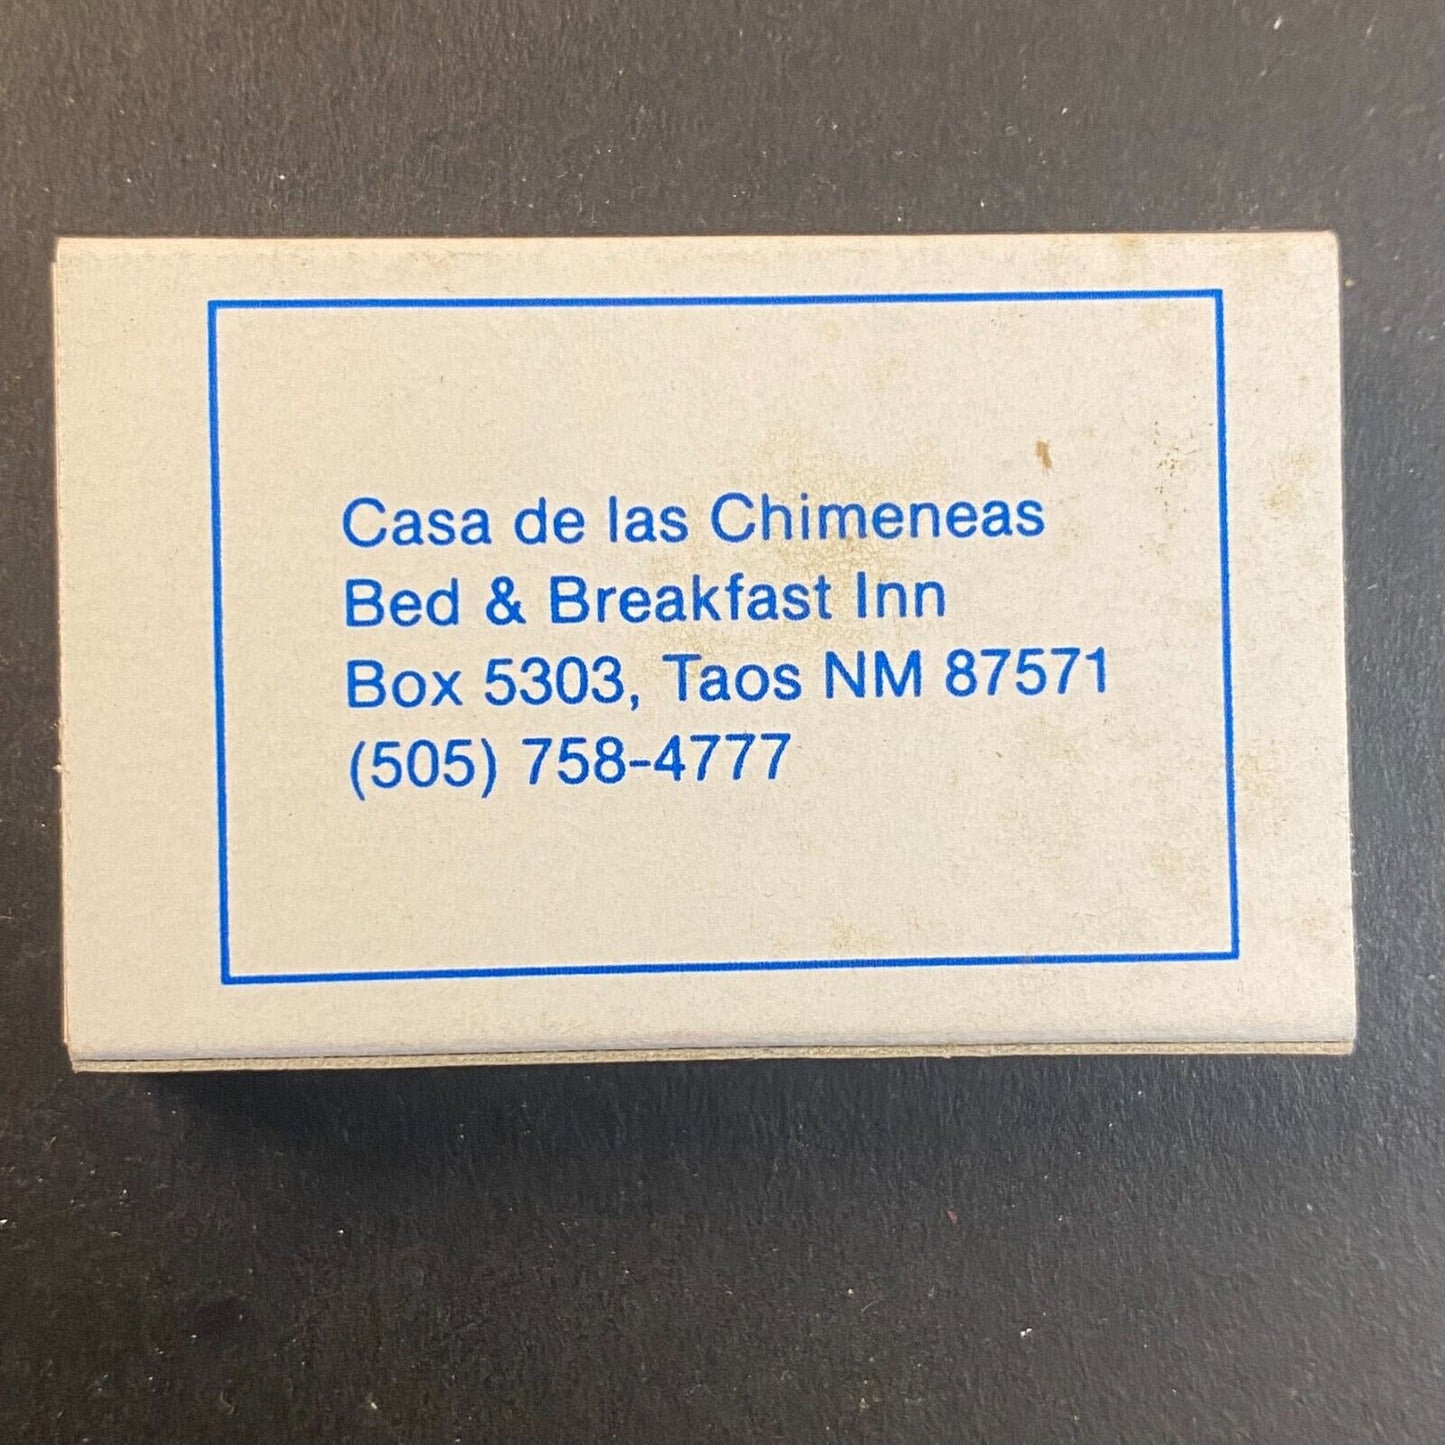 Casa de las Chimeneas
Bed & Breakfast Inn
Box 5303, Taos NM 87571
(505) 758-4777